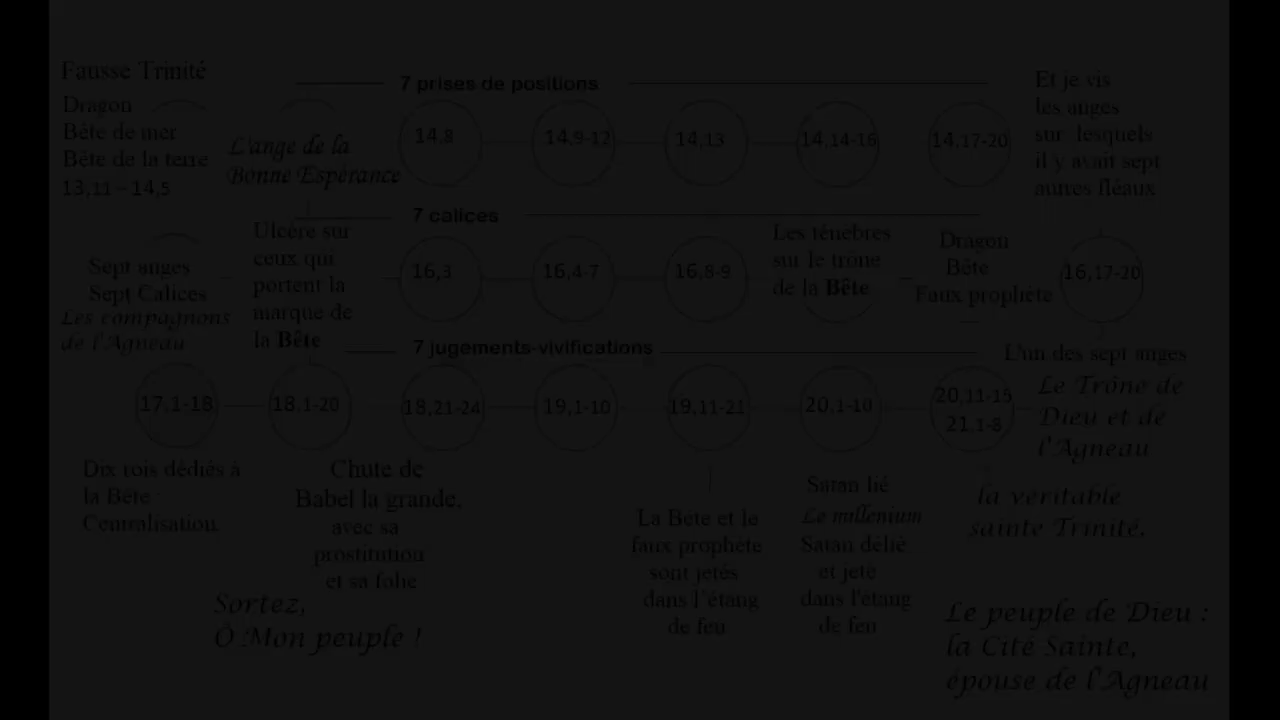 Fausse Trinité
Dragon
Bête de mer
Bête de la terre
13,11 - 14,5
L'ange de la
Bonne Espérance
7 prises de positions
14,8
14,9-12
14,13
14,14-16
14,17-20
Et je vis
les anges
sur lesquels
il y avait sept
autres fléaux
7 calices
Sept anges
Sept Calices
Les compagnons
de l'Agneau
Ulcère sur
ceux qui
portent la
marque de
la Bête
16,3
16,4-7
16,8-9
Les ténèbres
sur le trône
de la Bête
Dragon
Bête
Faux prophète
16,17-20
7 jugements-vivifications
L'un des sept anges
17,1-18
18,1-20
18,21-24
19,1-10
19,11-21
20,1-10
20,11-15
21,1-8
Le Trône de
Dieu et de
l'Agneau
Dix rois dédiés à
la Bête
Centralisation.
Chute de
Babel la grande,
avec sa
prostitution
et sa folie
Sortez,
Ô Mon peuple !
La Bête et le
faux prophète
sont jetés
dans l'étang
de feu
Satan lié
Le millenium
Satan délié
et jeté
dans l'étang
de feu
la véritable
sainte Trinité.
Le peuple de Dieu :
la Cité Sainte,
épouse de l'Agneau